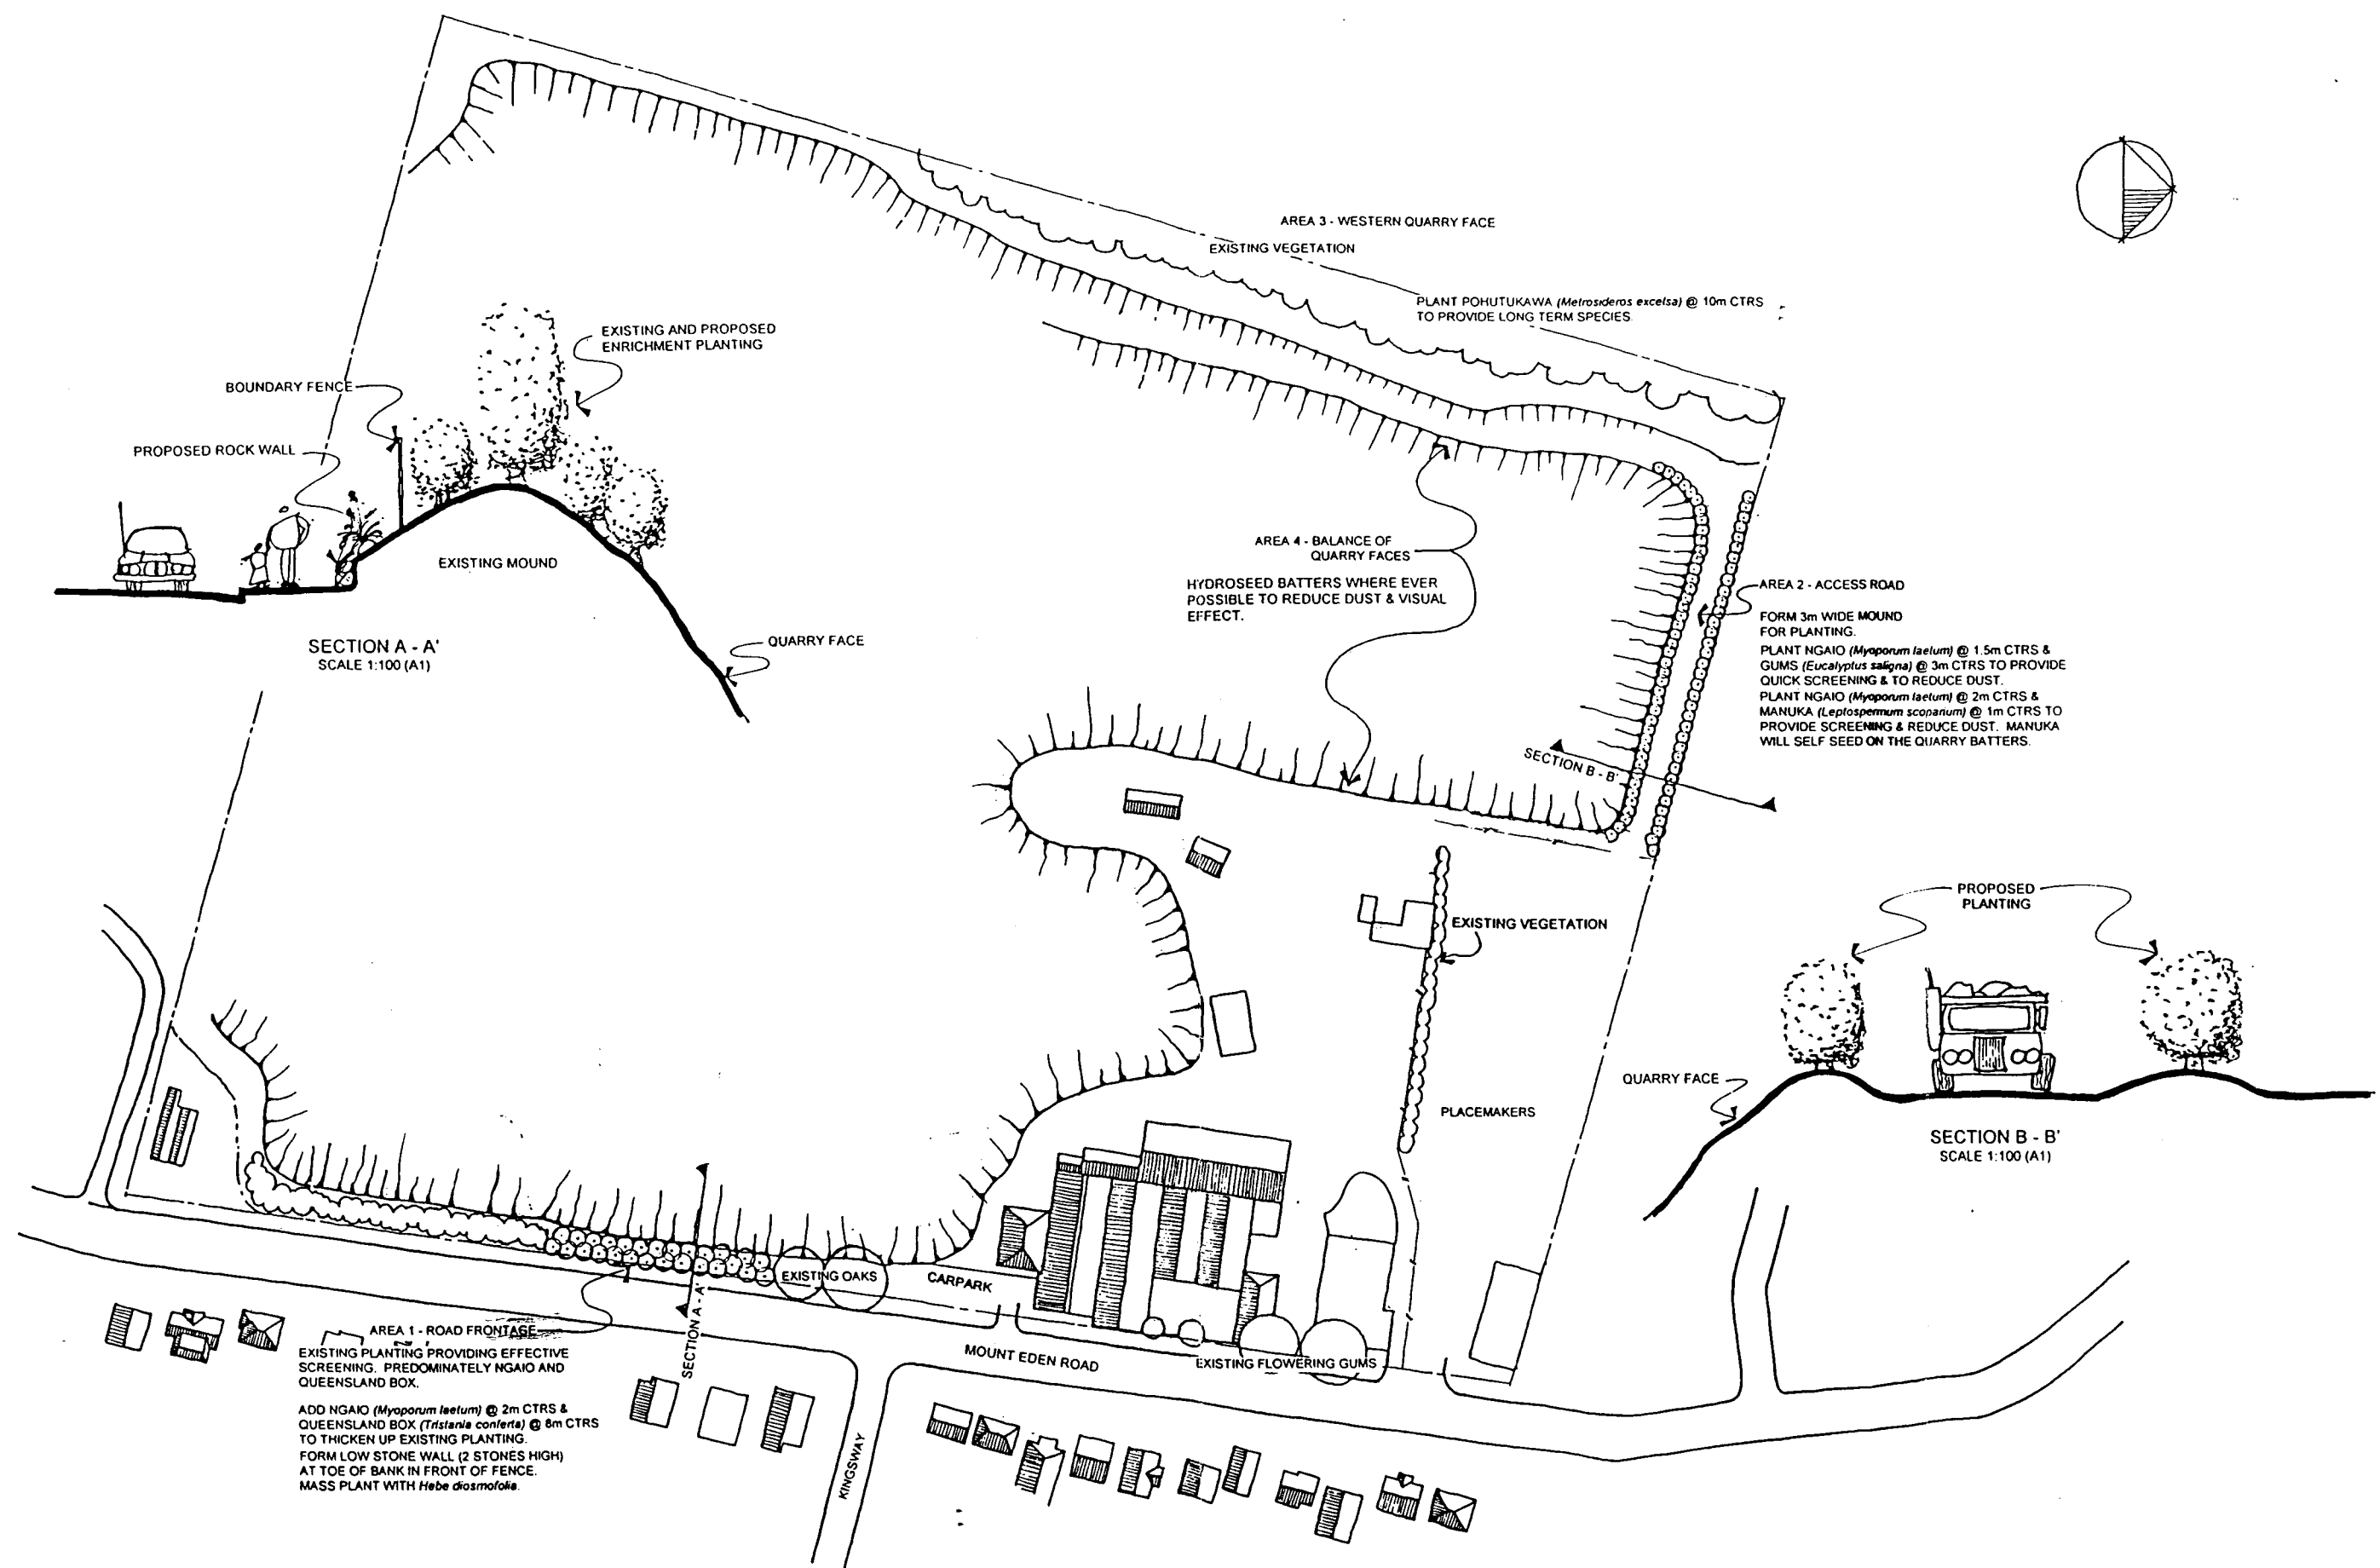 AREA 3 - WESTERN QUARRY FACE
EXISTING VEGETATION
PLANT POHUTUKAWA (Metrosideros excelsa) @ 10m CTRS
TO PROVIDE LONG TERM SPECIES.
EXISTING AND PROPOSED
ENRICHMENT PLANTING
BOUNDARY FENCE
PROPOSED ROCK WALL
EXISTING MOUND
SECTION A - A'
SCALE 1:100 (A1)
QUARRY FACE
AREA 4 - BALANCE OF
QUARRY FACES
HYDROSEED BATTERS WHERE EVER
POSSIBLE TO REDUCE DUST & VISUAL
EFFECT.
AREA 2 - ACCESS ROAD
FORM 3m WIDE MOUND
FOR PLANTING.
PLANT NGAIO (Myoporum laetum) @ 1.5m CTRS &
GUMS (Eucalyptus saligna) @ 3m CTRS TO PROVIDE
QUICK SCREENING & TO REDUCE DUST.
PLANT NGAIO (Myoporum laetum) @ 2m CTRS &
MANUKA (Leptospermum scoparium) @ 1m CTRS TO
PROVIDE SCREENING & REDUCE DUST. MANUKA
WILL SELF SEED ON THE QUARRY BATTERS.
SECTION B - B'
EXISTING VEGETATION
PROPOSED
PLANTING
QUARRY FACE
PLACEMAKERS
SECTION B - B'
SCALE 1:100 (A1)
EXISTING OAKS
CARPARK
SECTION A - A'
MOUNT EDEN ROAD
EXISTING FLOWERING GUMS
KINGSWAY
AREA 1 - ROAD FRONTAGE
EXISTING PLANTING PROVIDING EFFECTIVE
SCREENING. PREDOMINATELY NGAIO AND
QUEENSLAND BOX.
ADD NGAIO (Myoporum laetum) @ 2m CTRS &
QUEENSLAND BOX (Tristania conferta) @ 8m CTRS
TO THICKEN UP EXISTING PLANTING.
FORM LOW STONE WALL (2 STONES HIGH)
AT TOE OF BANK IN FRONT OF FENCE.
MASS PLANT WITH Hebe diosmofolia.